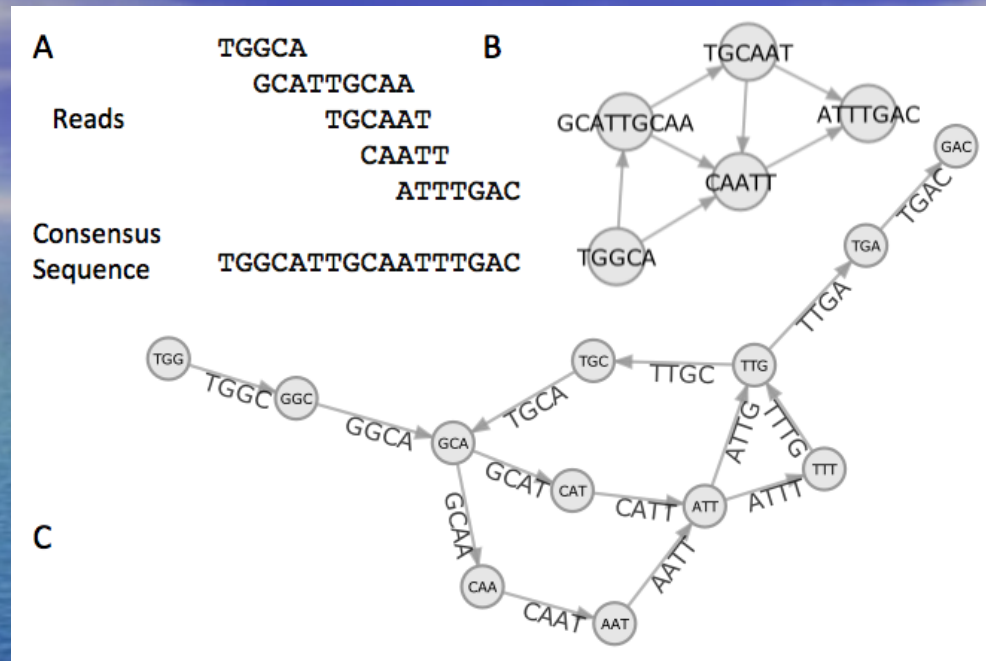 A
TGGCA
GCATTGCAA
Reads
TGCAAT
CAATT
ATTTGAC
Consensus
Sequence
TGGCATTGCAATTTGAC
B
TGCAAT
GCATTGCAA
ATTTGAC
CAATT
TGGCA
C
GAC
TGAC
TGA
TTGA
TTG
TTGC
TGC
TGCA
TGG
TGGC
GGC
GGCA
GCA
GCAT
CAT
CATT
ATT
ATTG
TTTG
TTT
ATTT
GCAA
CAA
CAAT
AAT
AATT